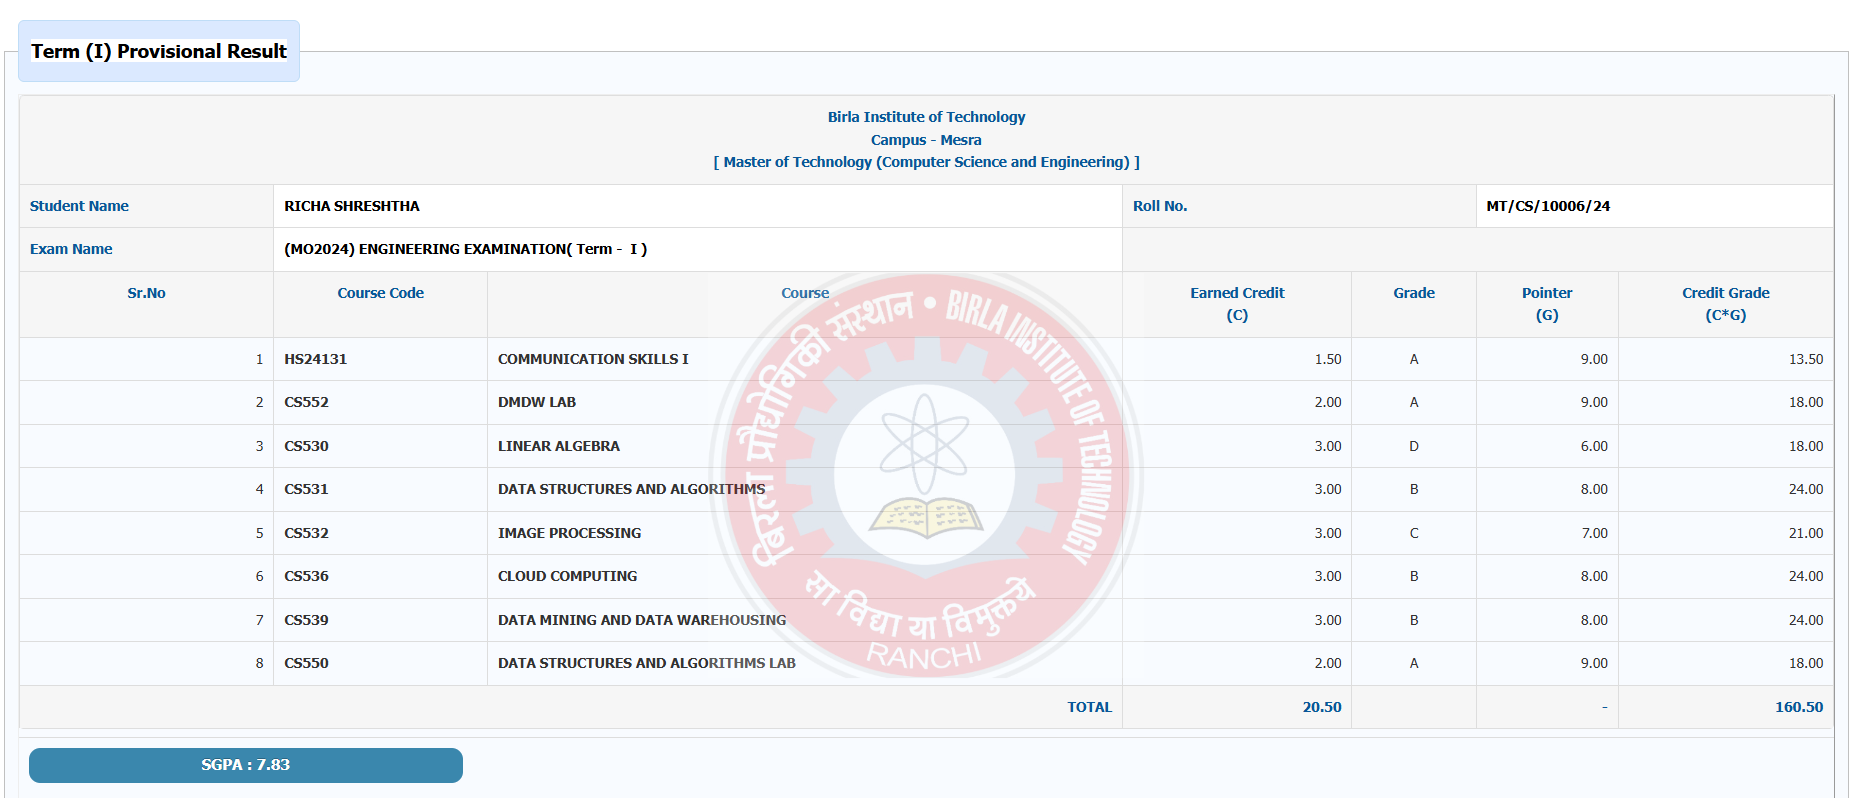 Term (I) Provisional Result
Birla Institute of Technology
Campus - Mesra
[ Master of Technology (Computer Science and Engineering) ]
Student Name RICHA SHRESHTHA Roll No. MT/CS/10006/24
Exam Name (MO2024) ENGINEERING EXAMINATION( Term - I )
Sr.No Course Code Course Earned Credit (C) Grade Pointer (G) Credit Grade (C*G)
1 HS24131 COMMUNICATION SKILLS I 1.50 A 9.00 13.50
2 CS552 DMDW LAB 2.00 A 9.00 18.00
3 CS530 LINEAR ALGEBRA 3.00 D 6.00 18.00
4 CS531 DATA STRUCTURES AND ALGORITHMS 3.00 B 8.00 24.00
5 CS532 IMAGE PROCESSING 3.00 C 7.00 21.00
6 CS536 CLOUD COMPUTING 3.00 B 8.00 24.00
7 CS539 DATA MINING AND DATA WAREHOUSING 3.00 B 8.00 24.00
8 CS550 DATA STRUCTURES AND ALGORITHMS LAB 2.00 A 9.00 18.00
TOTAL 20.50 - 160.50
SGPA : 7.83
बिरला प्रौद्योगिकी संस्थान • BIRLA INSTITUTE OF TECHNOLOGY
सा विद्या या विमुक्तये
RANCHI